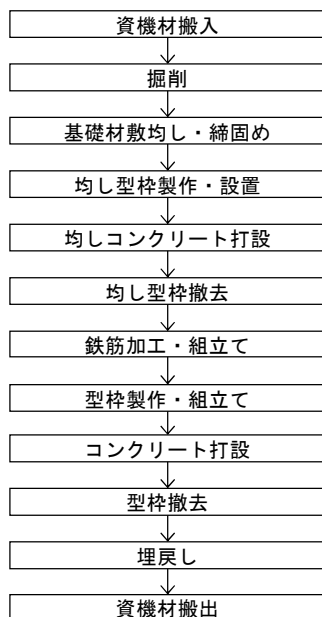 資機材搬入
掘削
基礎材敷均し・締固め
均し型枠製作・設置
均しコンクリート打設
均し型枠撤去
鉄筋加工・組立て
型枠製作・組立て
コンクリート打設
型枠撤去
埋戻し
資機材搬出